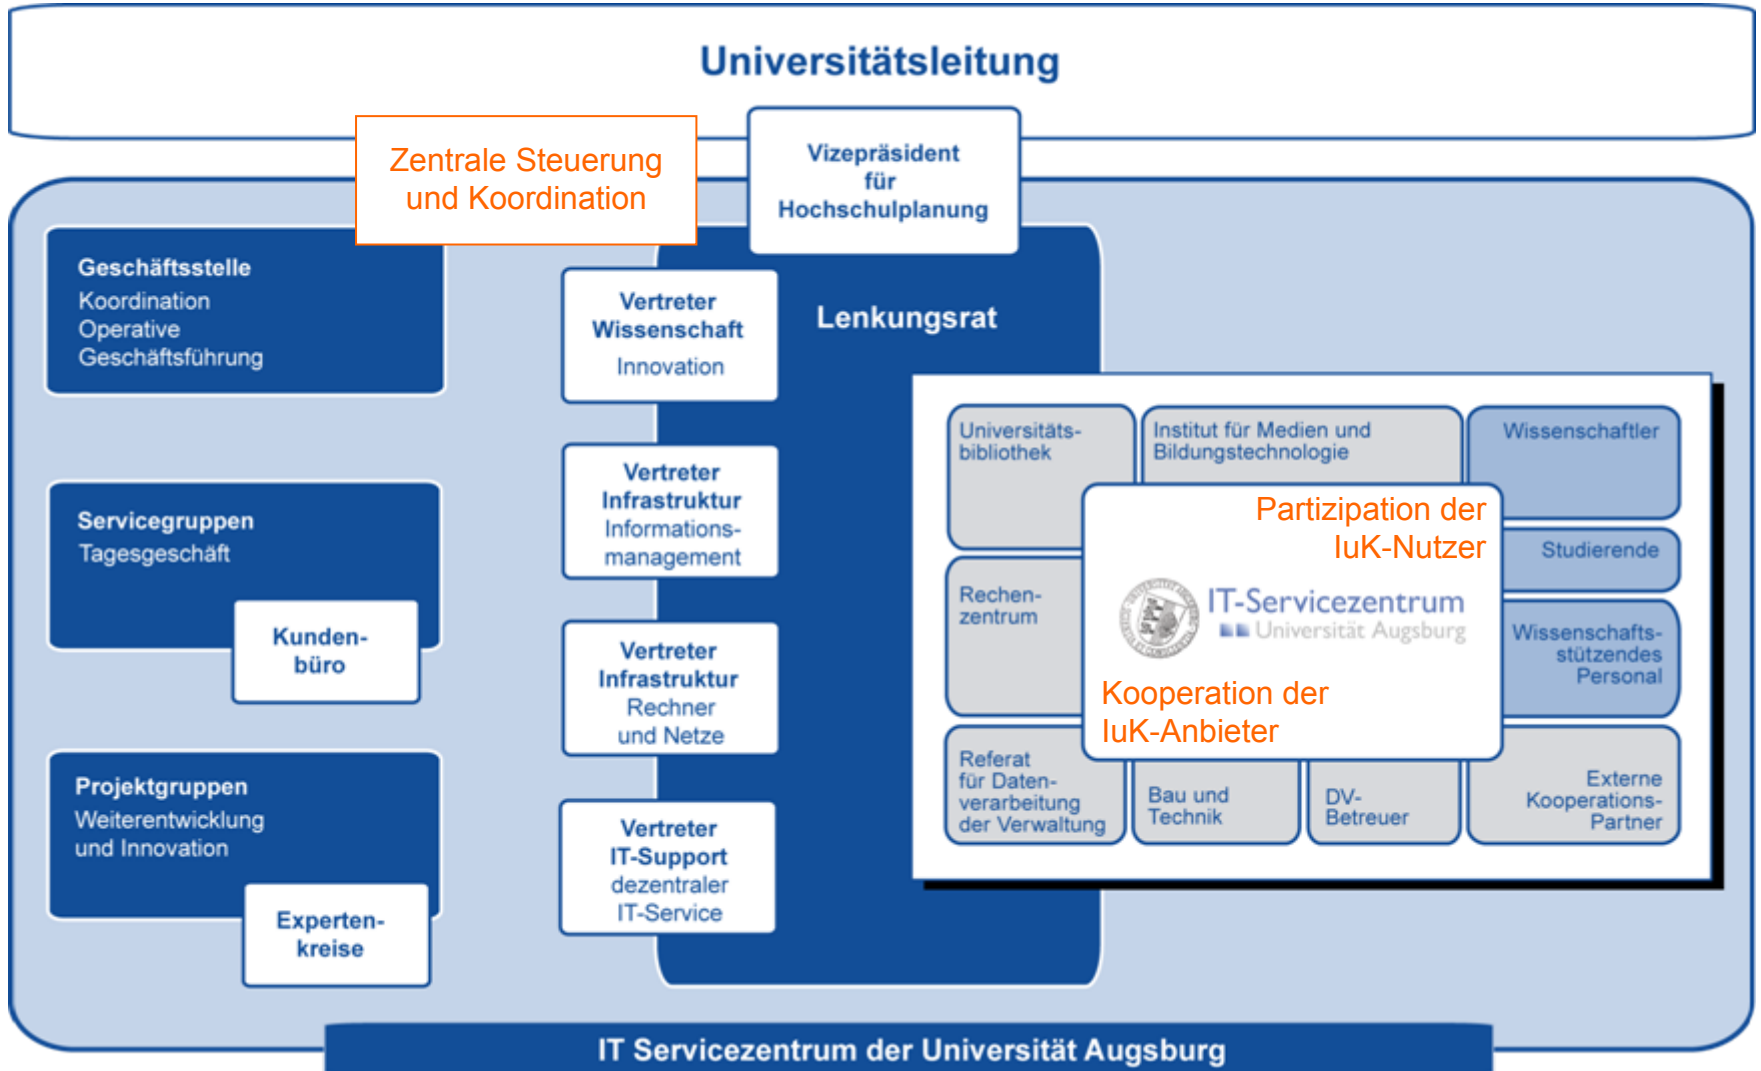 Universitätsleitung
Zentrale Steuerung
und Koordination
Vizepräsident
für
Hochschulplanung
Geschäftsstelle
Koordination
Operative
Geschäftsführung
Servicegruppen
Tagesgeschäft
Kunden-
büro
Projektgruppen
Weiterentwicklung
und Innovation
Experten-
kreise
Vertreter
Wissenschaft
Innovation
Vertreter
Infrastruktur
Informations-
management
Vertreter
Infrastruktur
Rechner
und Netze
Vertreter
IT-Support
dezentraler
IT-Service
Lenkungsrat
Universitäts-
bibliothek
Institut für Medien und
Bildungstechnologie
Wissenschaftler
Rechen-
zentrum
Partizipation der
IuK-Nutzer
IT-Servicezentrum
Universität Augsburg
Kooperation der
IuK-Anbieter
Studierende
Wissenschafts-
stützendes
Personal
Referat
für Daten-
verarbeitung
der Verwaltung
Bau und
Technik
DV-
Betreuer
Externe
Kooperations-
Partner
IT Servicezentrum der Universität Augsburg